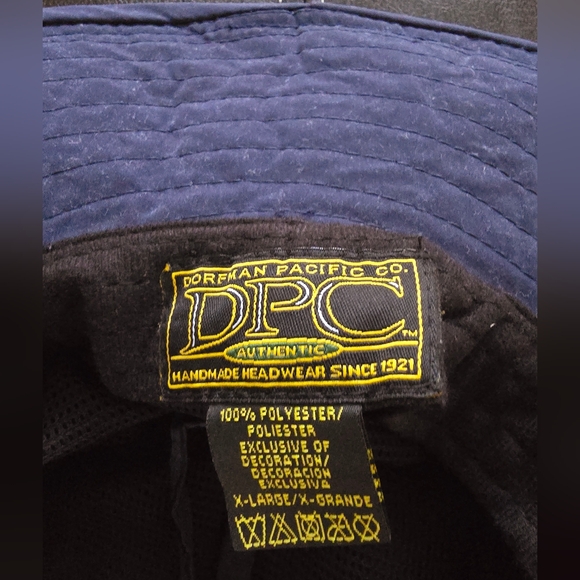 DORFMAN PACIFIC CO.
DPC
TM
AUTHENTIC
HANDMADE HEADWEAR SINCE 1921
100% POLYESTER/
POLIESTER
EXCLUSIVE OF
DECORATION/
DECORACION
EXCLUSIVA
X-LARGE/X-GRANDE